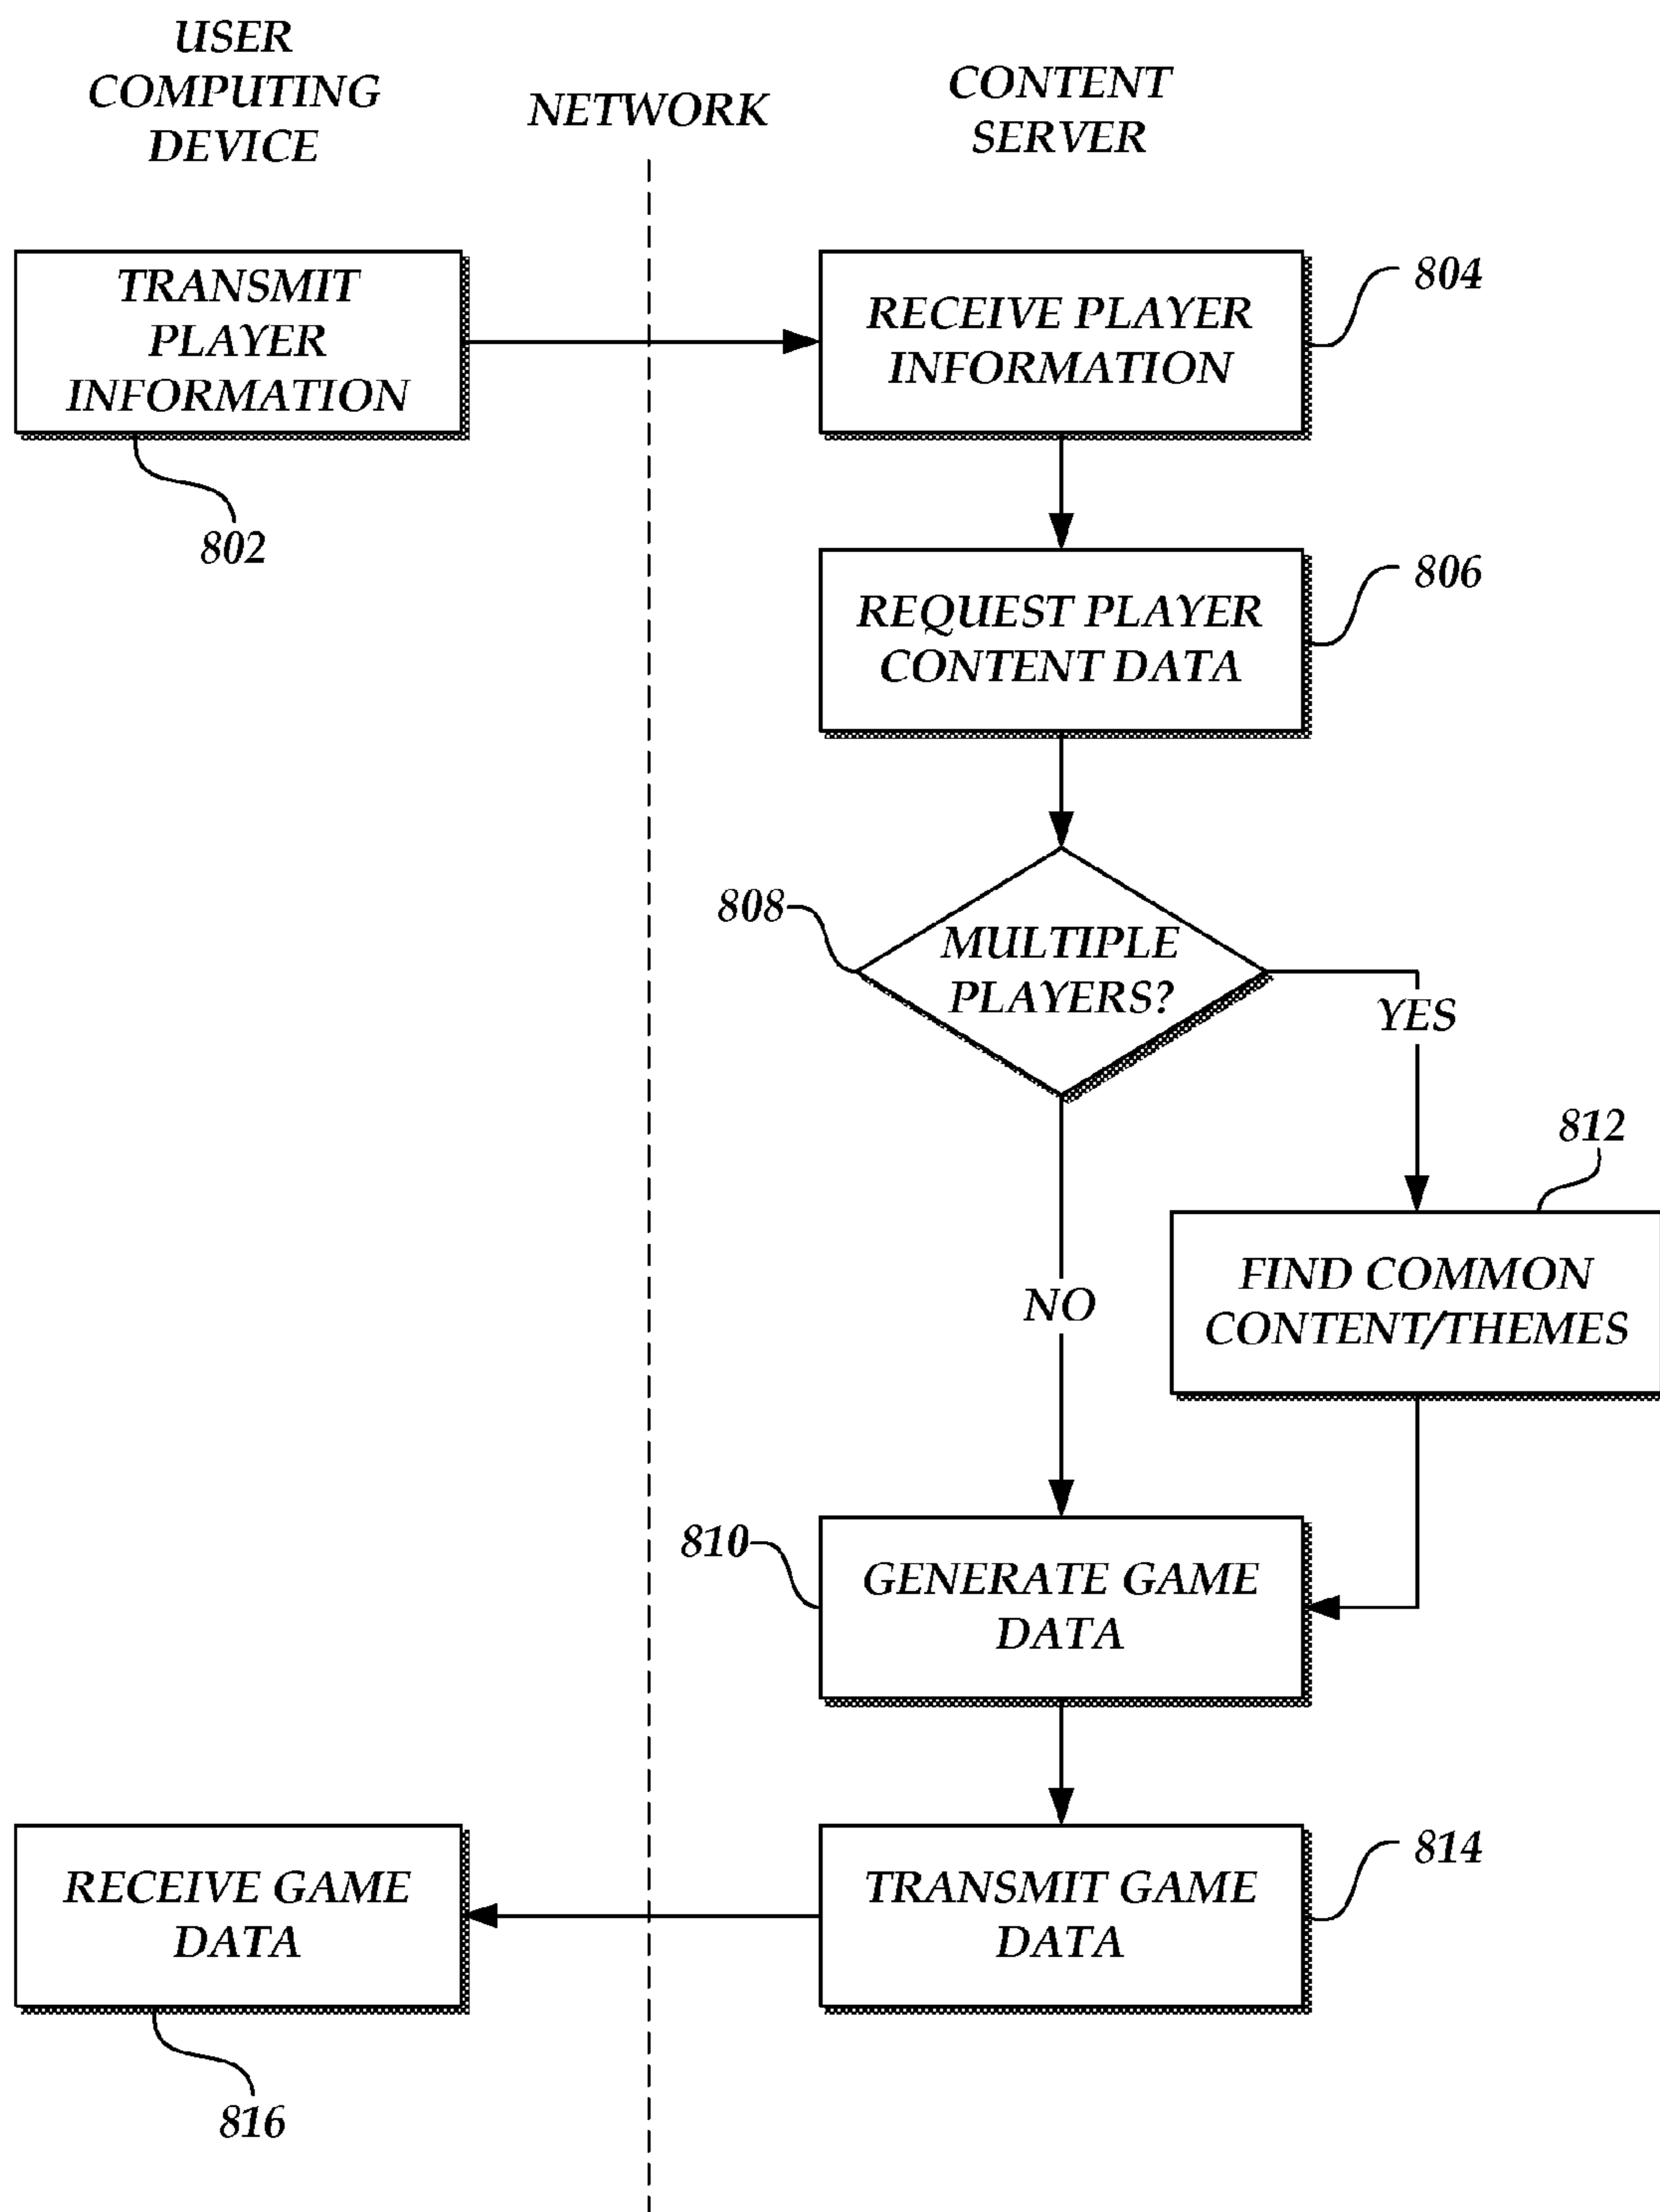 USER
COMPUTING
DEVICE
NETWORK
CONTENT
SERVER
TRANSMIT
PLAYER
INFORMATION
802
RECEIVE PLAYER
INFORMATION
804
REQUEST PLAYER
CONTENT DATA
806
808
MULTIPLE
PLAYERS?
YES
812
FIND COMMON
CONTENT/THEMES
NO
810
GENERATE GAME
DATA
TRANSMIT GAME
DATA
814
RECEIVE GAME
DATA
816